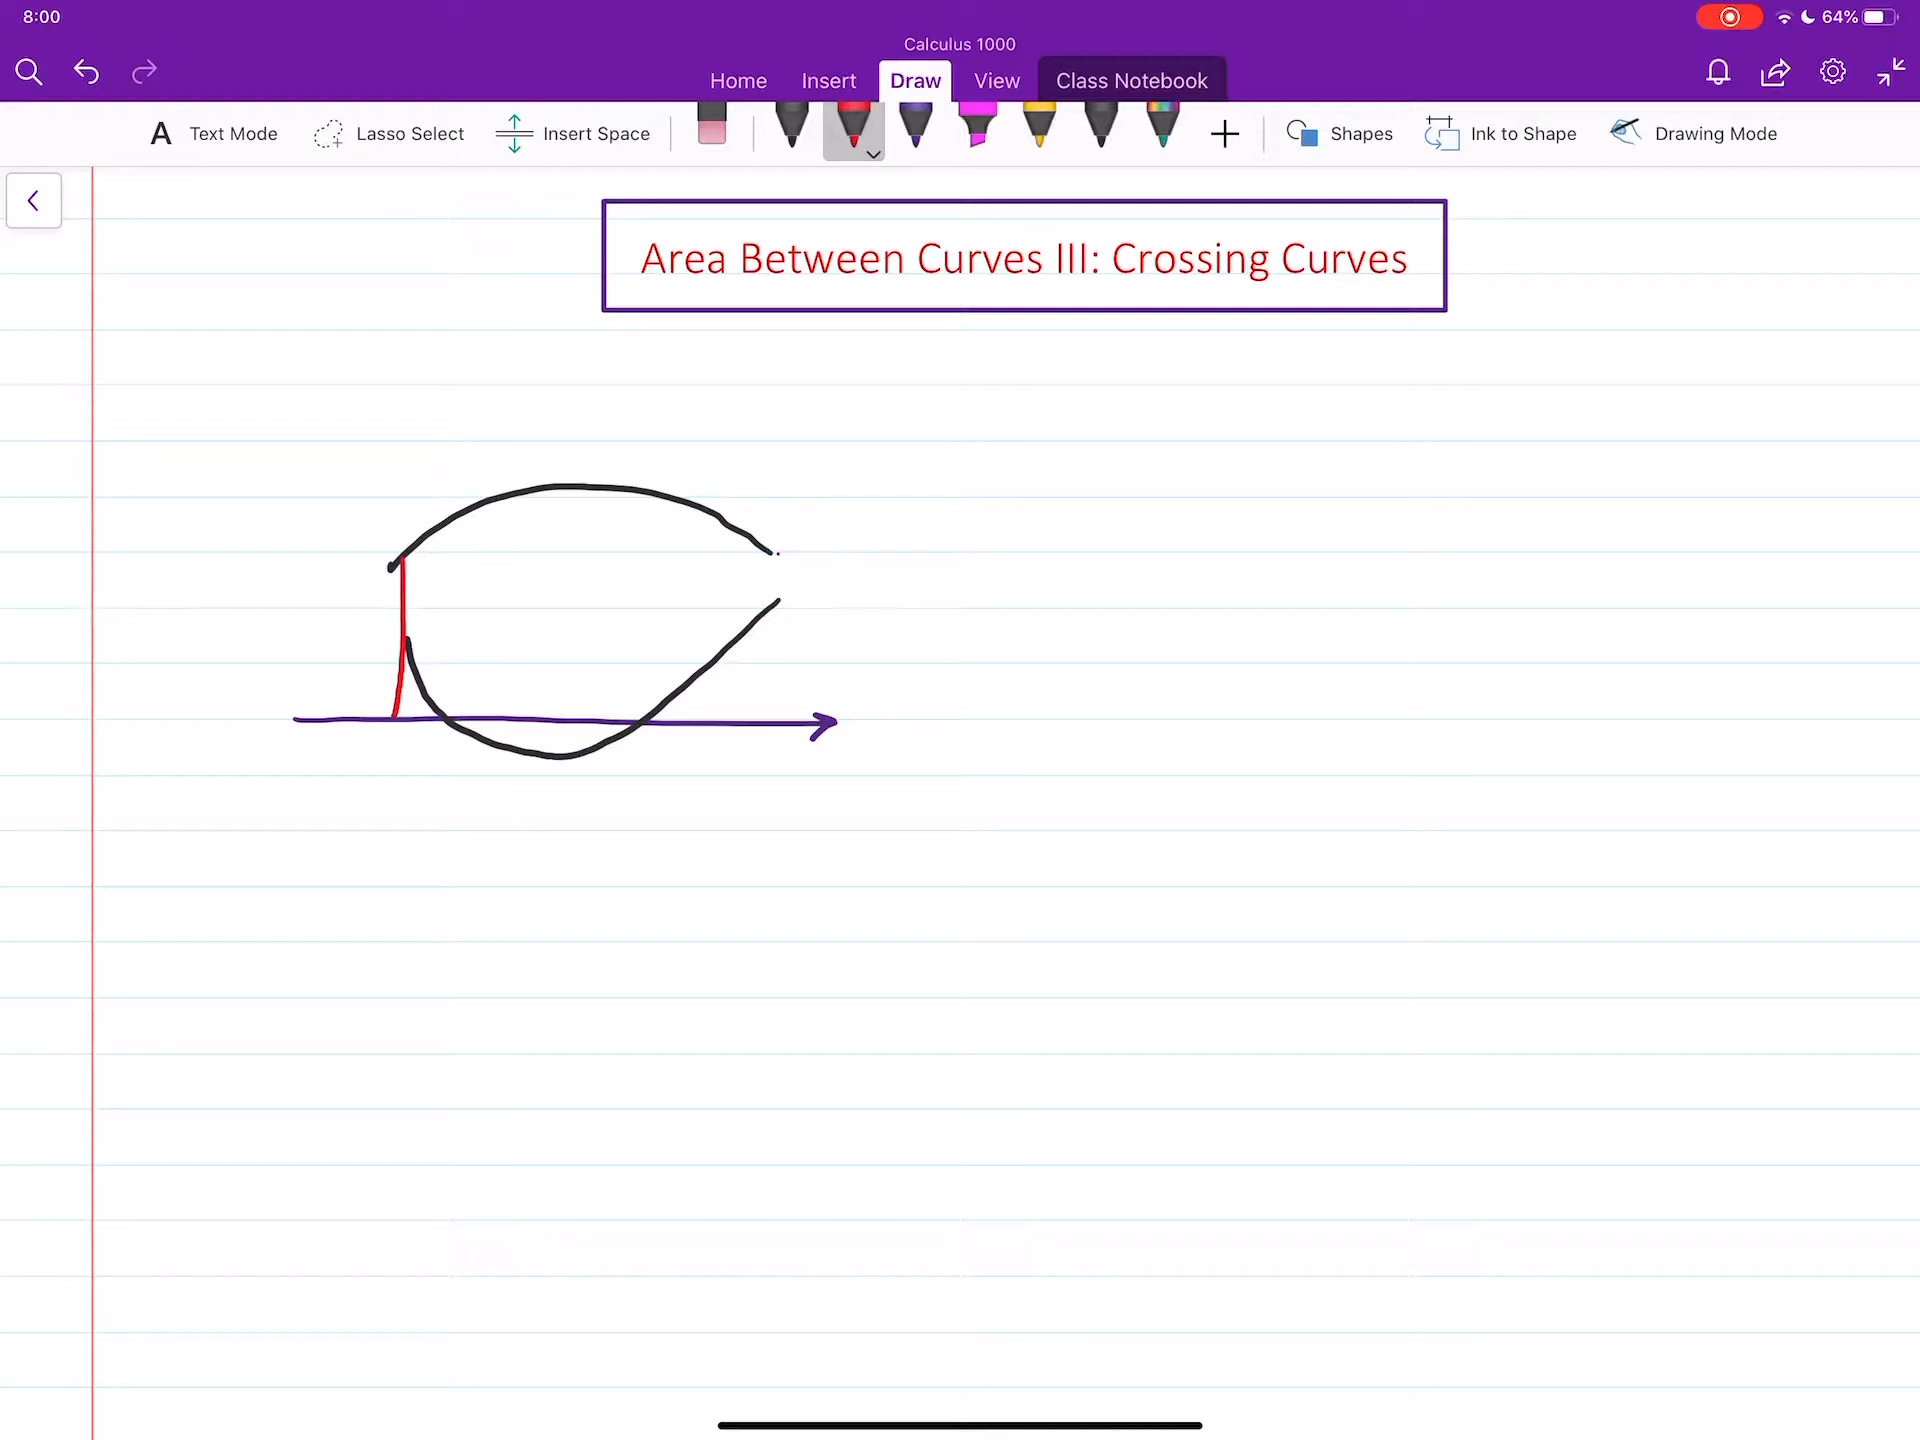 8:00
64%
Calculus 1000
Home Insert Draw View Class Notebook
A Text Mode Lasso Select Insert Space Shapes Ink to Shape Drawing Mode
Area Between Curves III: Crossing Curves